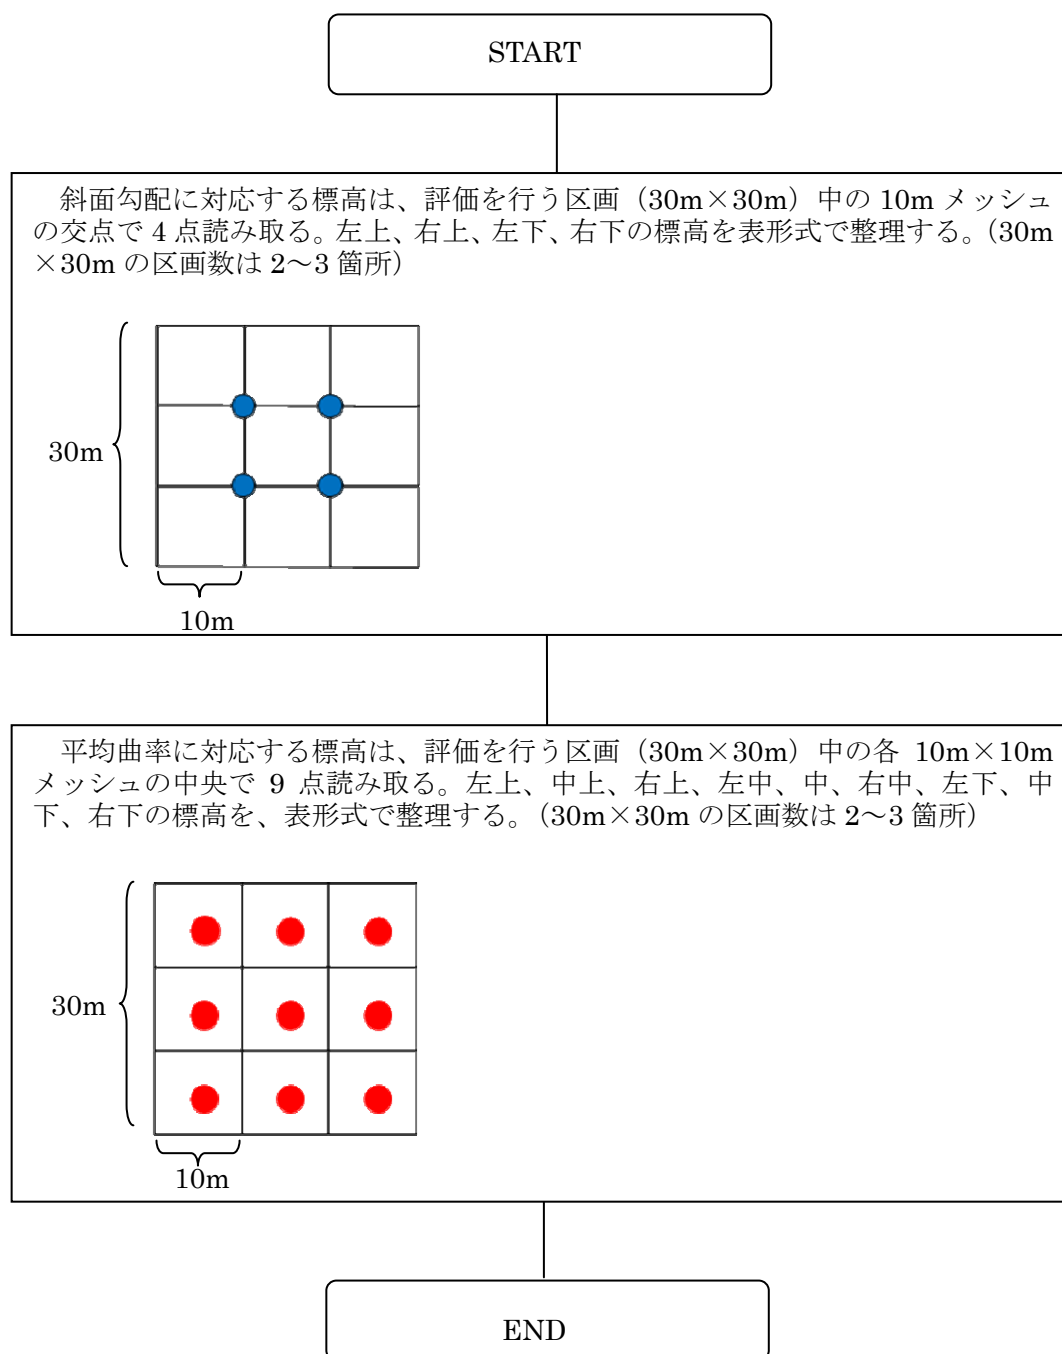 START
斜面勾配に対応する標高は、評価を行う区画（30m×30m）中の 10m メッシュ
の交点で 4 点読み取る。左上、右上、左下、右下の標高を表形式で整理する。（30m
×30m の区画数は 2～3 箇所）
30m
10m
平均曲率に対応する標高は、評価を行う区画（30m×30m）中の各 10m×10m
メッシュの中央で 9 点読み取る。左上、中上、右上、左中、中、右中、左下、中
下、右下の標高を、表形式で整理する。（30m×30m の区画数は 2～3 箇所）
30m
10m
END